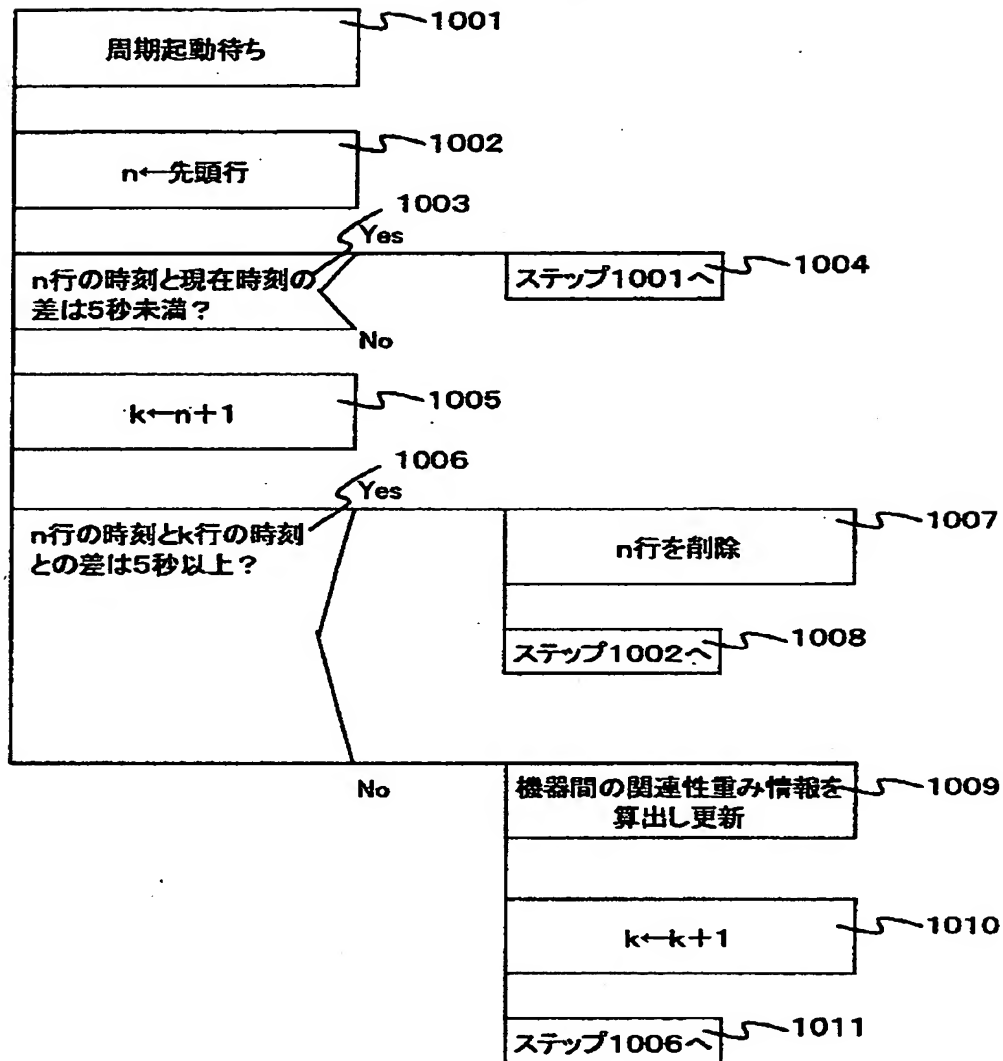 1001
周期起動待ち
1002
n←先頭行
1003
Yes
n行の時刻と現在時刻の
差は5秒未満？
ステップ1001へ
1004
No
k←n＋1
1005
1006
Yes
n行の時刻とk行の時刻
との差は5秒以上？
n行を削除
1007
ステップ1002へ
1008
No
機器間の関連性重み情報を
算出し更新
1009
k←k＋1
1010
ステップ1006へ
1011